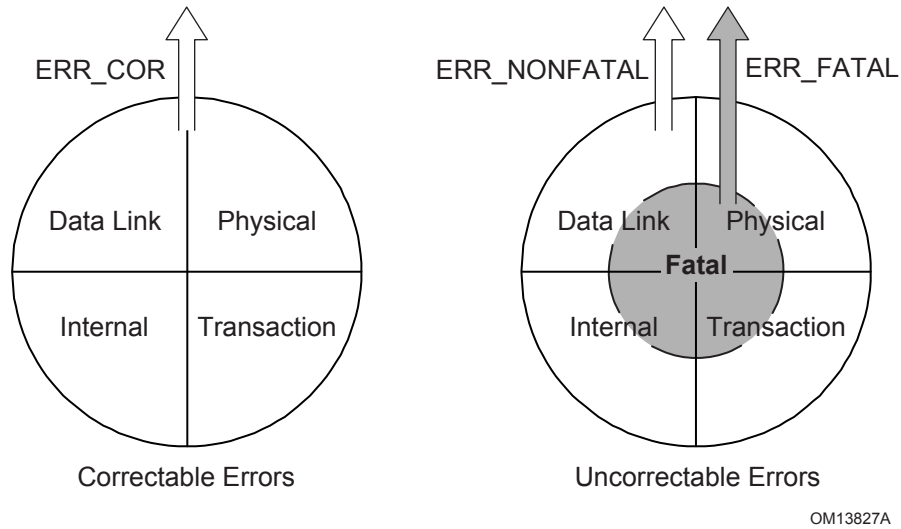 ERR_COR
Data Link
Physical
Internal
Transaction
Correctable Errors
ERR_NONFATAL
ERR_FATAL
Data Link
Physical
Fatal
Internal
Transaction
Uncorrectable Errors
OM13827A